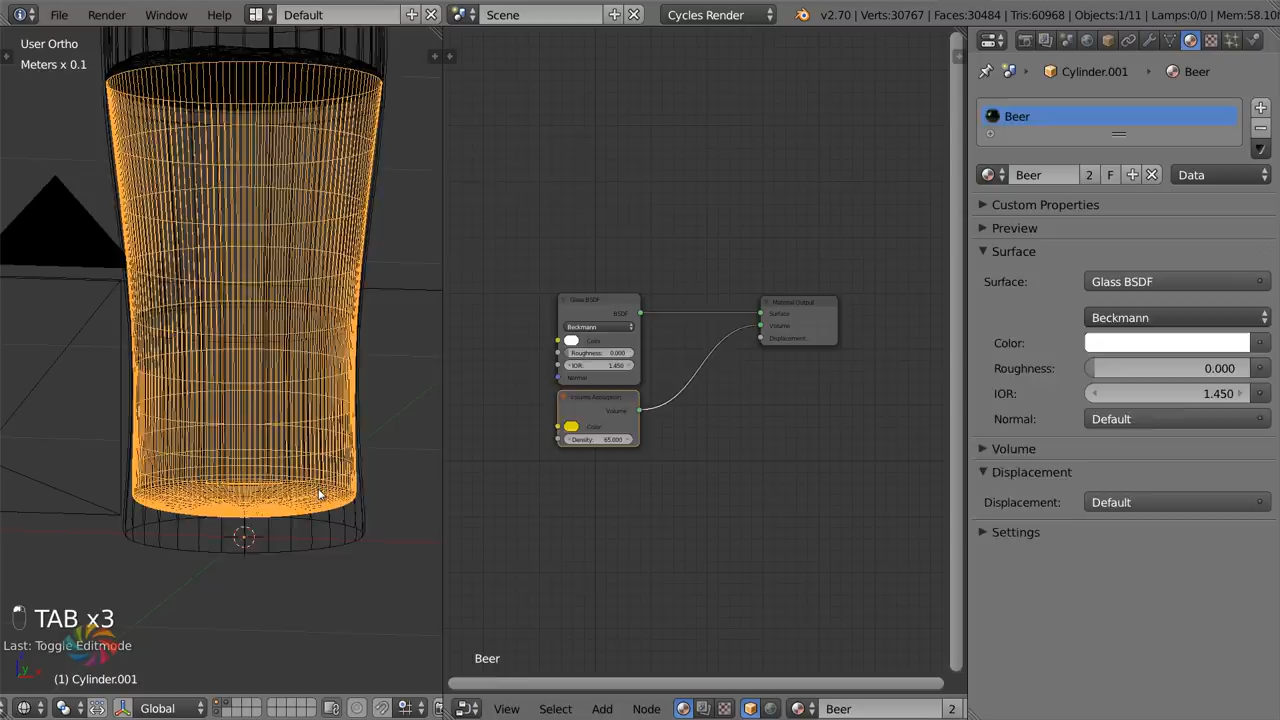 File Render Window Help Default Scene Cycles Render v2.70 | Verts:30767 | Faces:30484 | Tris:60968 | Objects:1/11 | Lamps:0/0 | Mem:58.10
User Ortho
Meters x 0.1
Cylinder.001 Beer
Beer
Beer 2 F Data
Custom Properties
Preview
Surface
Surface: Glass BSDF
Beckmann
Color:
Roughness: 0.000
IOR: 1.450
Normal: Default
Volume
Displacement
Displacement: Default
Settings
Glass BSDF
BSDF
Beckmann
Color
Roughness: 0.000
IOR: 1.450
Normal
Volume Absorption
Volume
Color
Density: 65.000
Material Output
Surface
Volume
Displacement
TAB x3
Last: Toggle Editmode
(1) Cylinder.001
Beer
Global View Select Add Node Beer 2